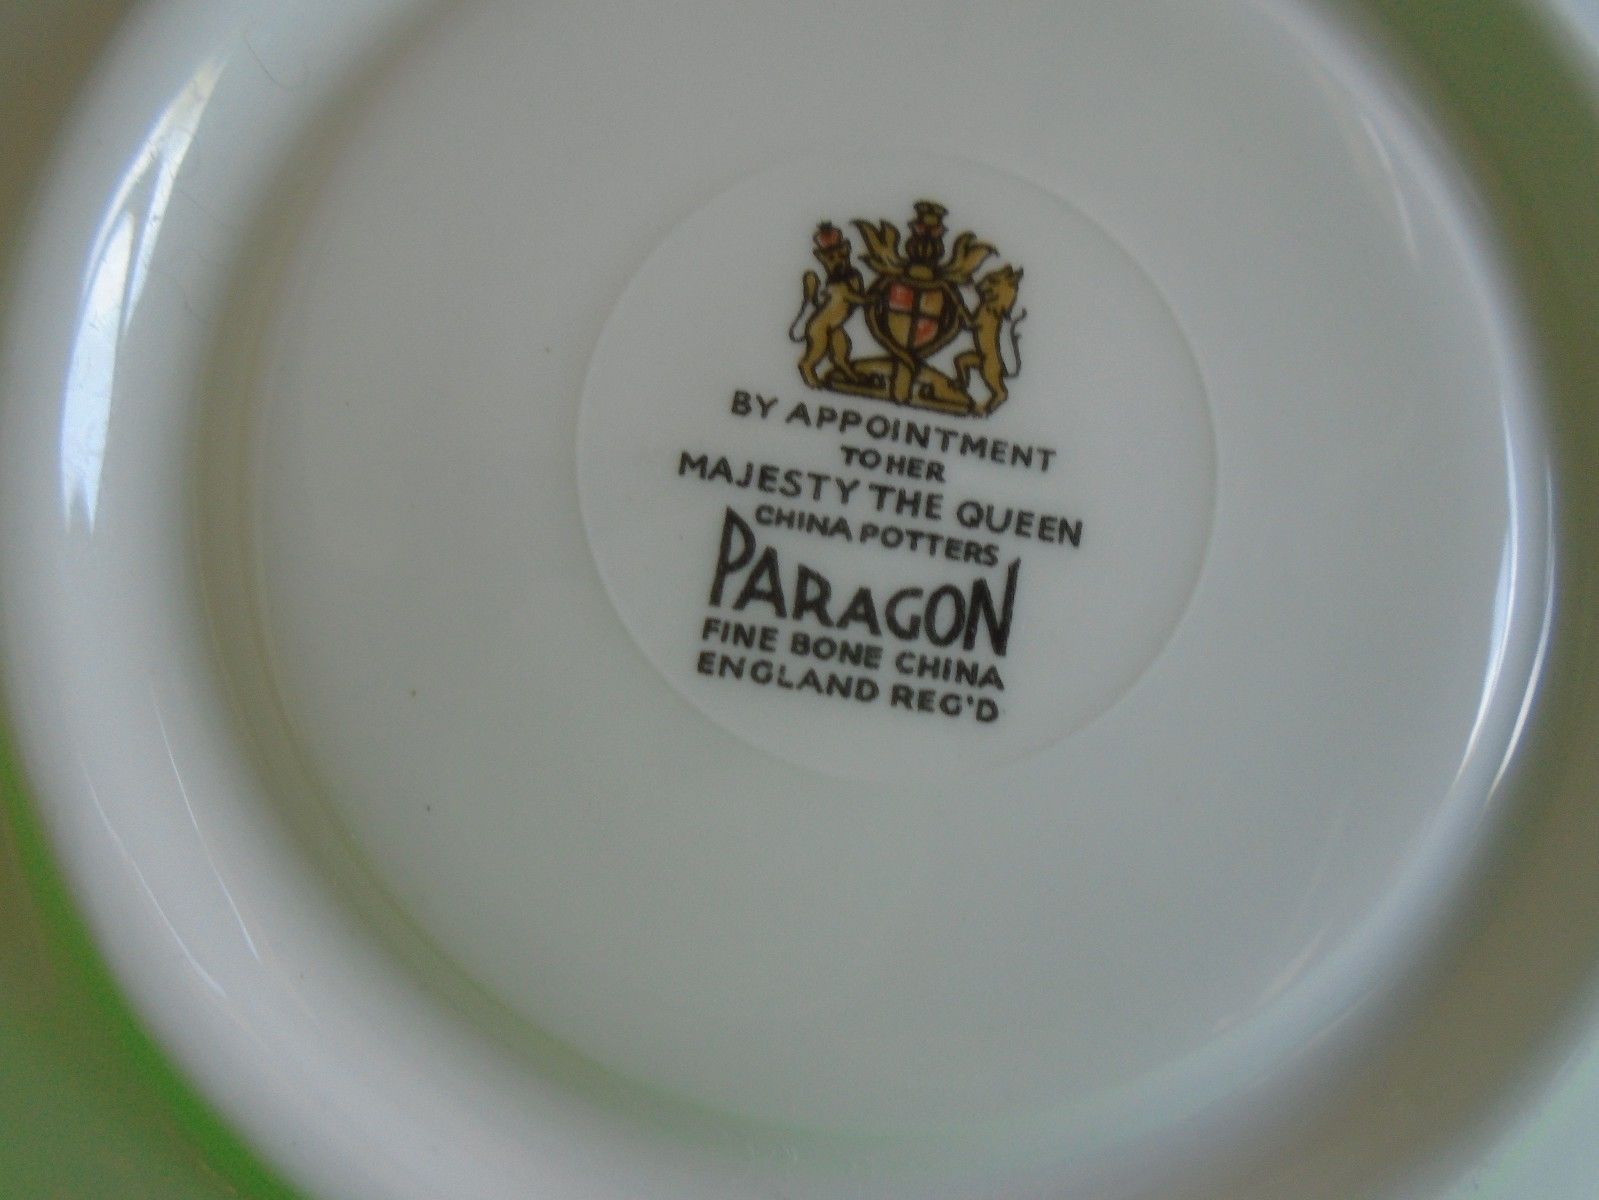 BY APPOINTMENT
TO HER
MAJESTY THE QUEEN
CHINA POTTERS
PARAGON
FINE BONE CHINA
ENGLAND REG'D